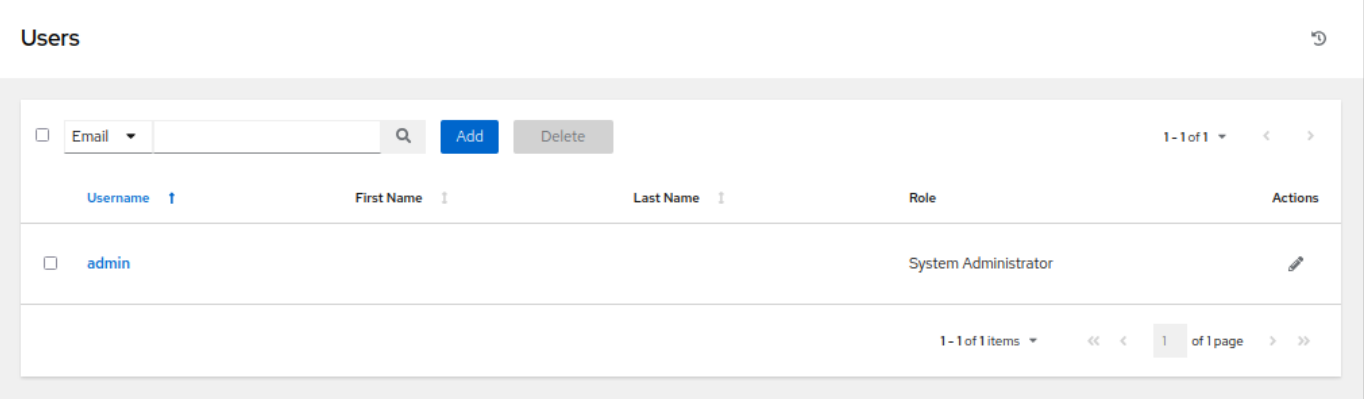 Users
Email Add Delete 1 - 1 of 1
Username First Name Last Name Role Actions
admin System Administrator
1 - 1 of 1 items 1 of 1 page